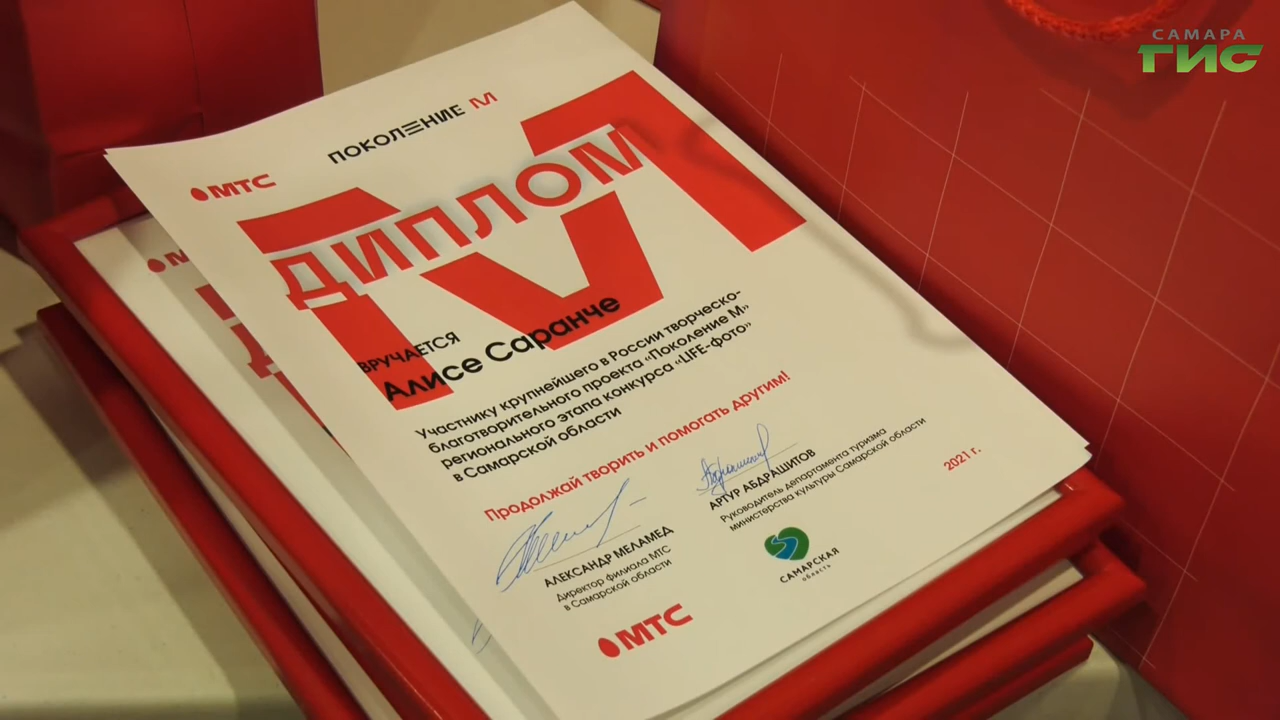 САМАРА
ГИС
ПОКОЛЕНИЕ М
МТС
ДИПЛОМ
ВРУЧАЕТСЯ
Алисе Саранче
Участнику крупнейшего в России творческо-
благотворительного проекта «Поколение М»
регионального этапа конкурса «LIFE-фото»
в Самарской области
Продолжай творить и помогать другим!
АЛЕКСАНДР МЕЛАМЕД
Директор филиала МТС
в Самарской области
АРТУР АБДРАШИТОВ
Руководитель департамента туризма
министерства культуры Самарской области
2021 г.
САМАРСКАЯ
область
МТС